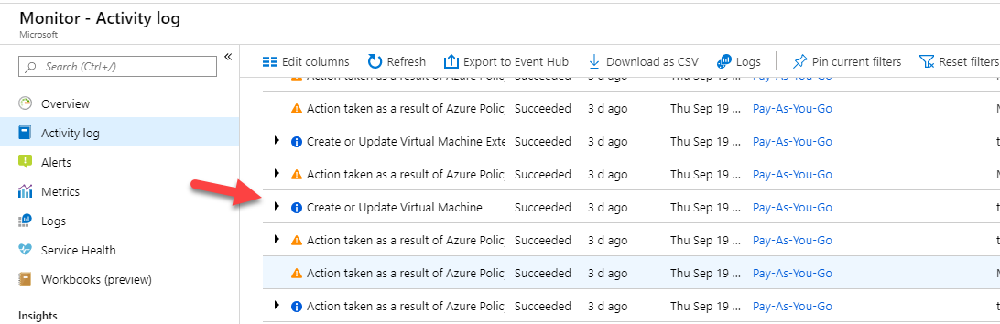 Monitor - Activity log
Microsoft
Search (Ctrl+/)
«
Overview
Activity log
Alerts
Metrics
Logs
Service Health
Workbooks (preview)
Insights
Edit columns Refresh Export to Event Hub Download as CSV Logs Pin current filters Reset filters
Action taken as a result of Azure Policy Succeeded 3 d ago Thu Sep 19 ... Pay-As-You-Go
Action taken as a result of Azure Policy Succeeded 3 d ago Thu Sep 19 ... Pay-As-You-Go
Create or Update Virtual Machine Exte Succeeded 3 d ago Thu Sep 19 ... Pay-As-You-Go
Action taken as a result of Azure Policy Succeeded 3 d ago Thu Sep 19 ... Pay-As-You-Go
Create or Update Virtual Machine Succeeded 3 d ago Thu Sep 19 ... Pay-As-You-Go
Action taken as a result of Azure Policy Succeeded 3 d ago Thu Sep 19 ... Pay-As-You-Go
Action taken as a result of Azure Policy Succeeded 3 d ago Thu Sep 19 ... Pay-As-You-Go
Action taken as a result of Azure Policy Succeeded 3 d ago Thu Sep 19 ... Pay-As-You-Go